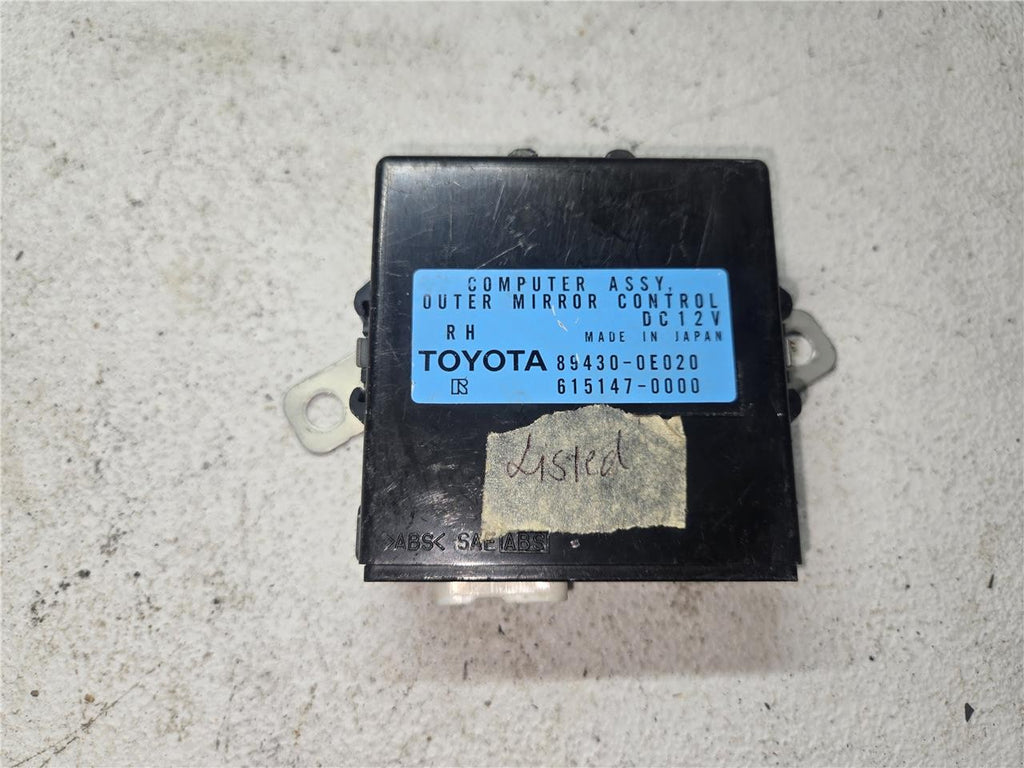 COMPUTER ASSY,
OUTER MIRROR CONTROL
DC12V
RH MADE IN JAPAN
TOYOTA 89430-0E020
R 615147-0000
Listed
>ABS< SAE ABS